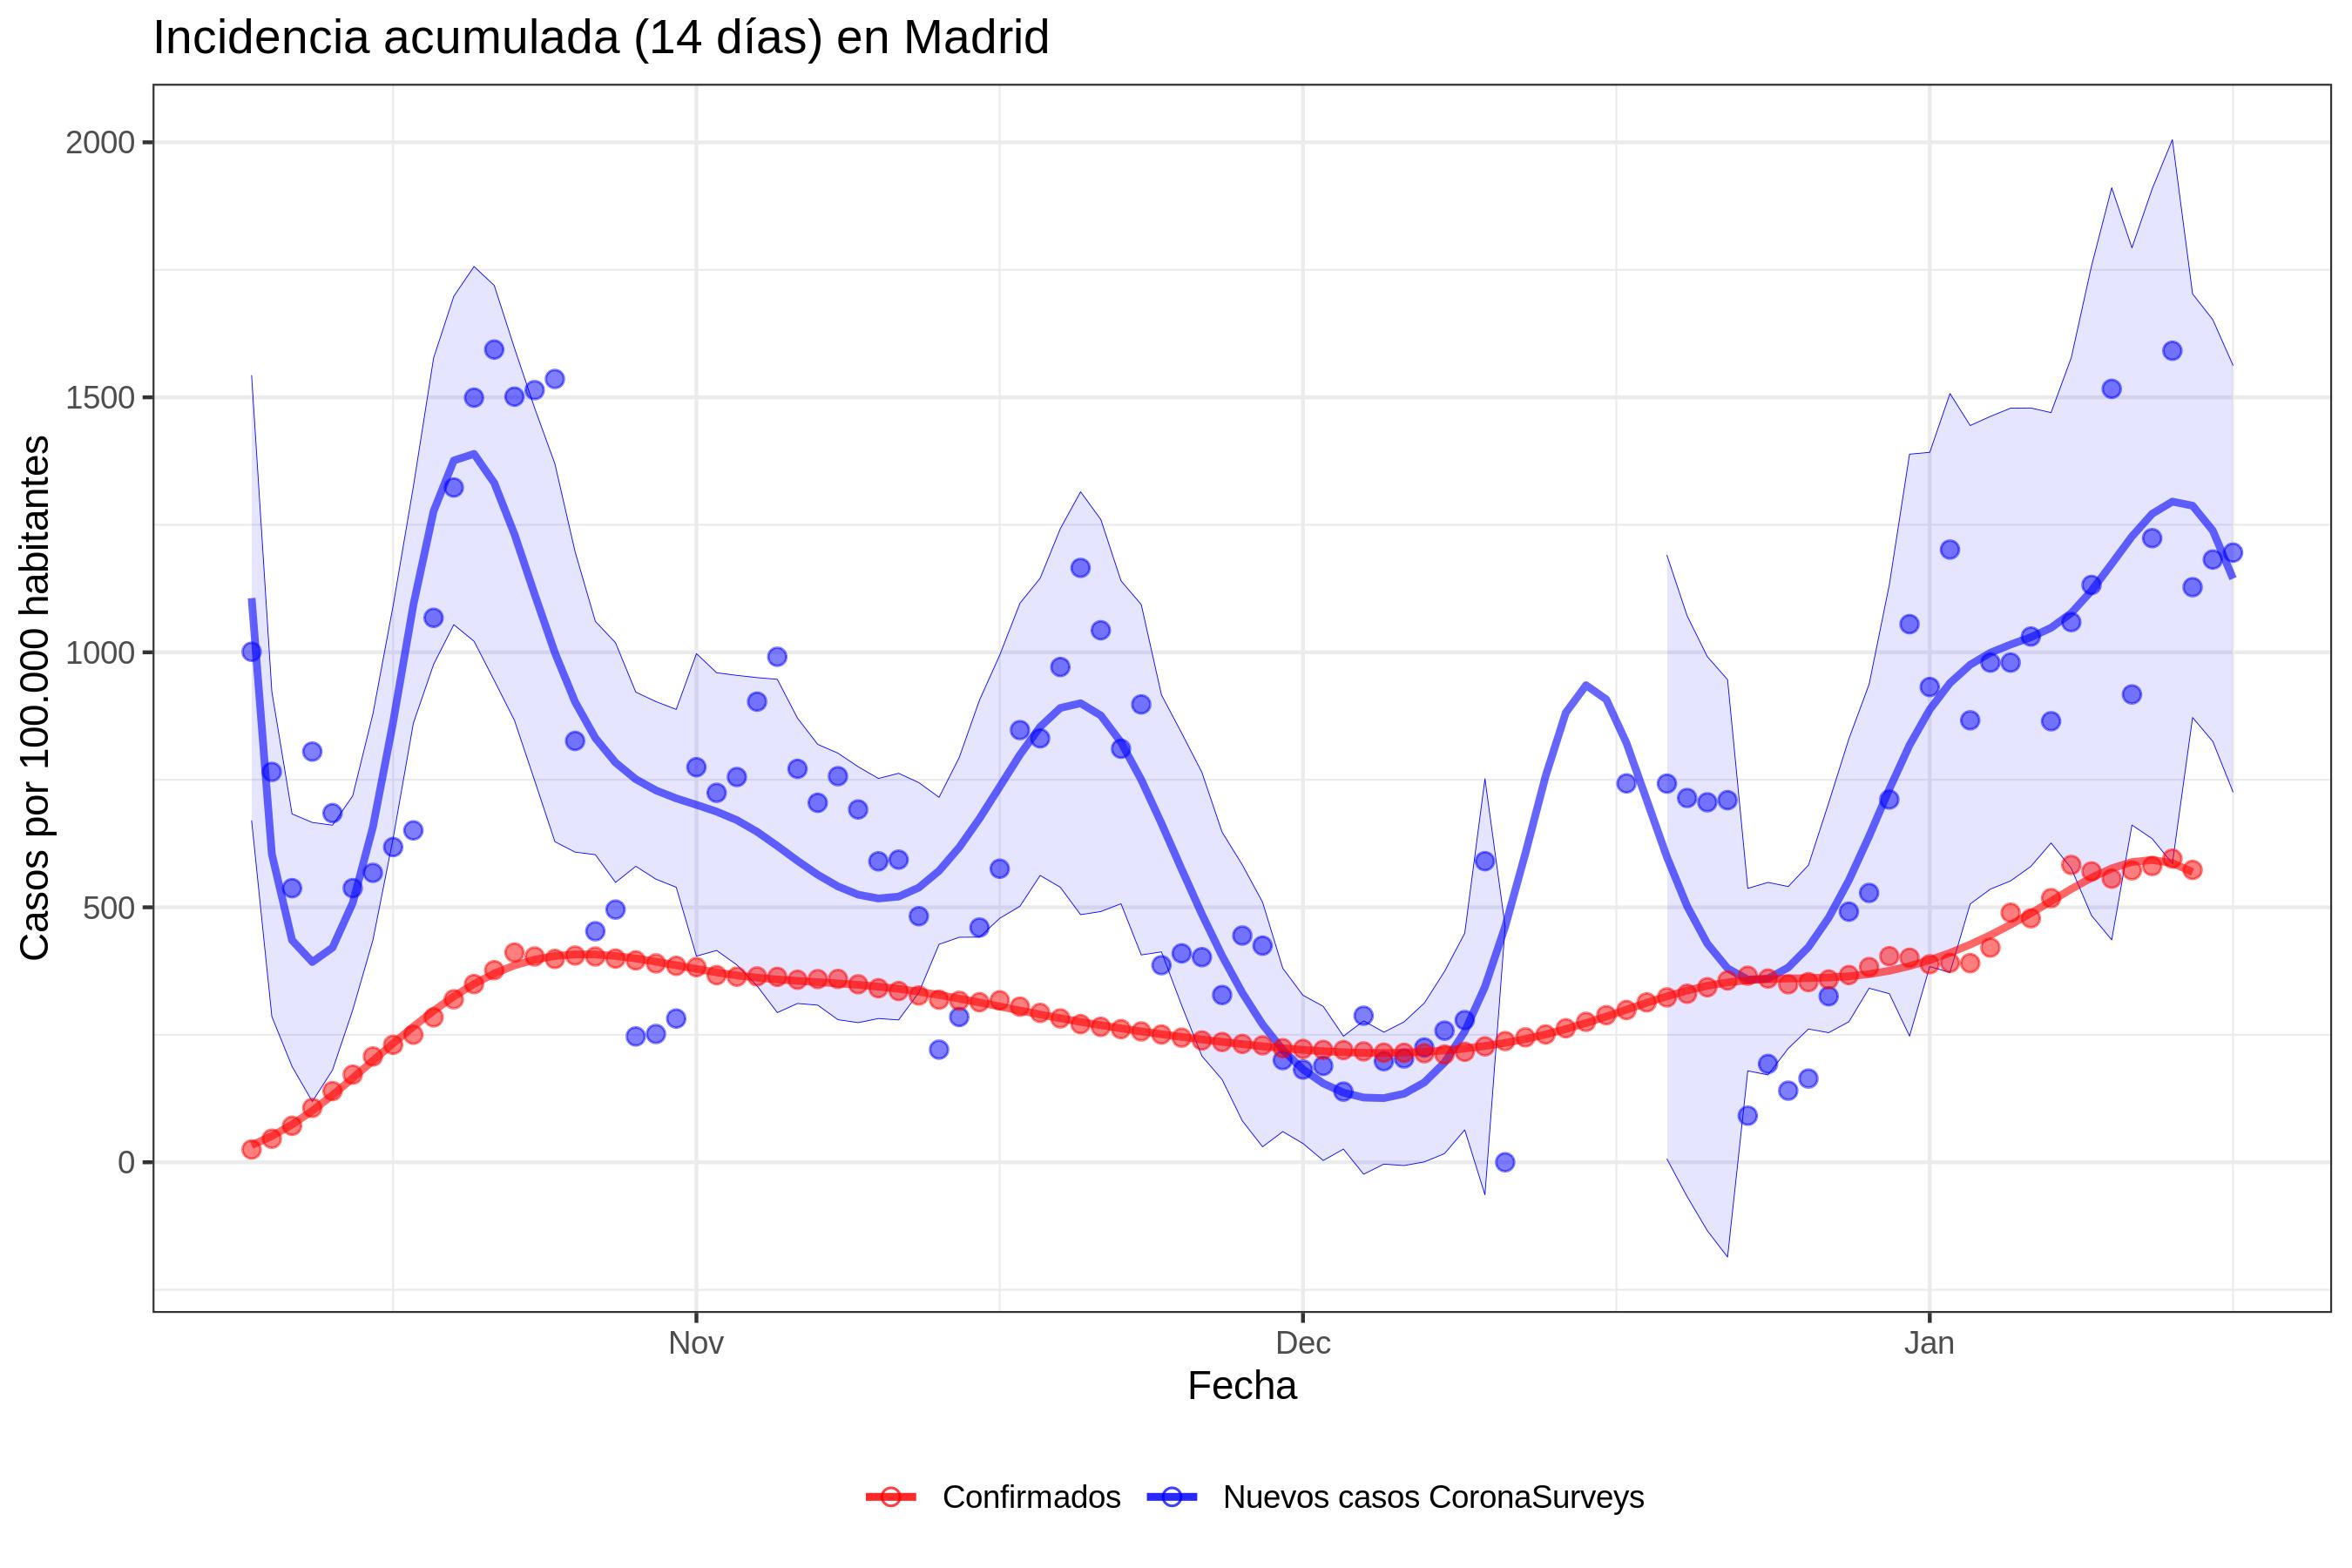 Incidencia acumulada (14 días) en Madrid
Casos por 100.000 habitantes
2000
1500
1000
500
0
Nov Dec Jan
Fecha
Confirmados Nuevos casos CoronaSurveys